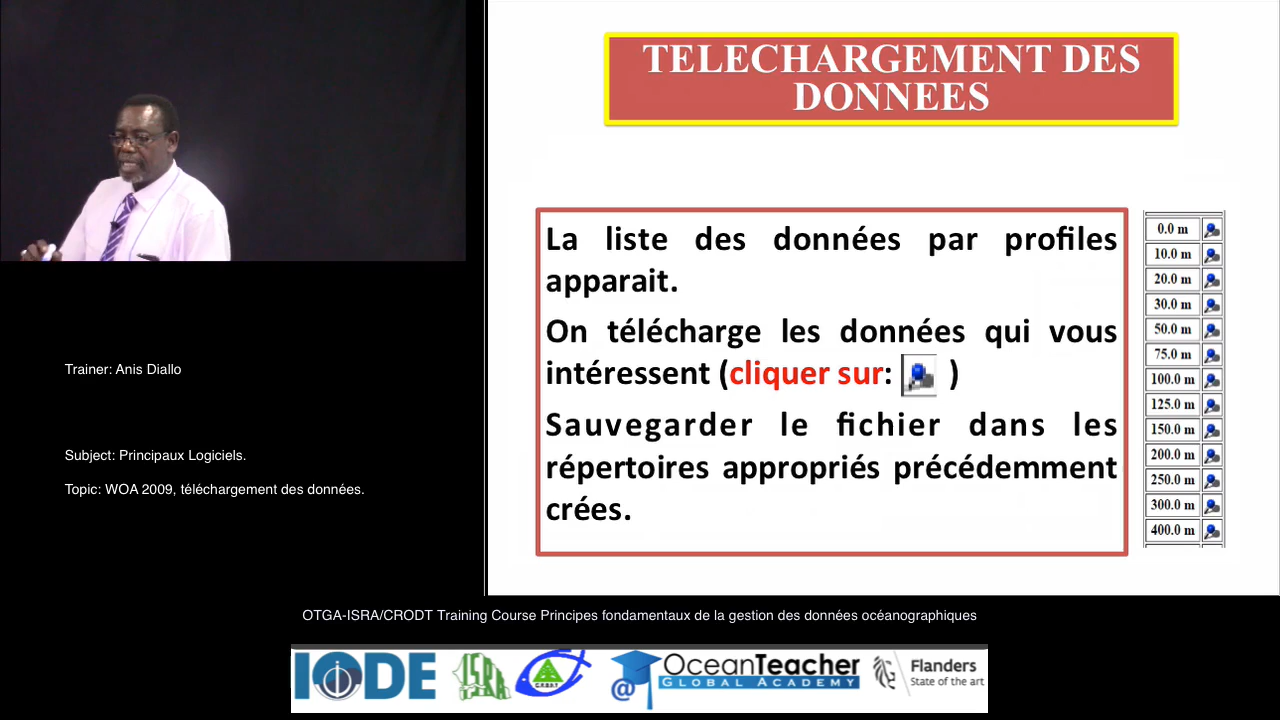 TELECHARGEMENT DES
DONNEES
La liste des données par profiles
apparait.
On télécharge les données qui vous
intéressent (cliquer sur: )
Sauvegarder le fichier dans les
répertoires appropriés précédemment
crées.
0.0 m
10.0 m
20.0 m
30.0 m
50.0 m
75.0 m
100.0 m
125.0 m
150.0 m
200.0 m
250.0 m
300.0 m
400.0 m
Trainer: Anis Diallo
Subject: Principaux Logiciels.
Topic: WOA 2009, téléchargement des données.
OTGA-ISRA/CRODT Training Course Principes fondamentaux de la gestion des données océanographiques
IODE
ISRA
@
OceanTeacher
GLOBAL ACADEMY
Flanders
State of the art